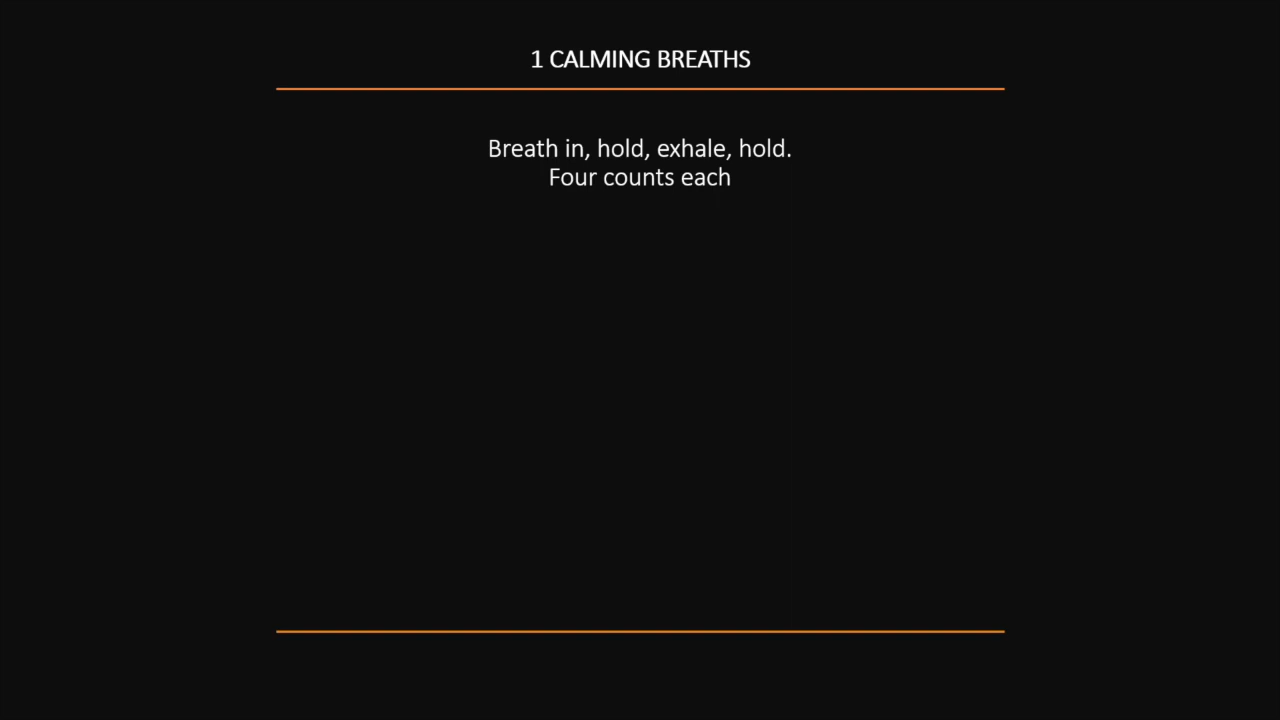 1 CALMING BREATHS
Breath in, hold, exhale, hold.
Four counts each